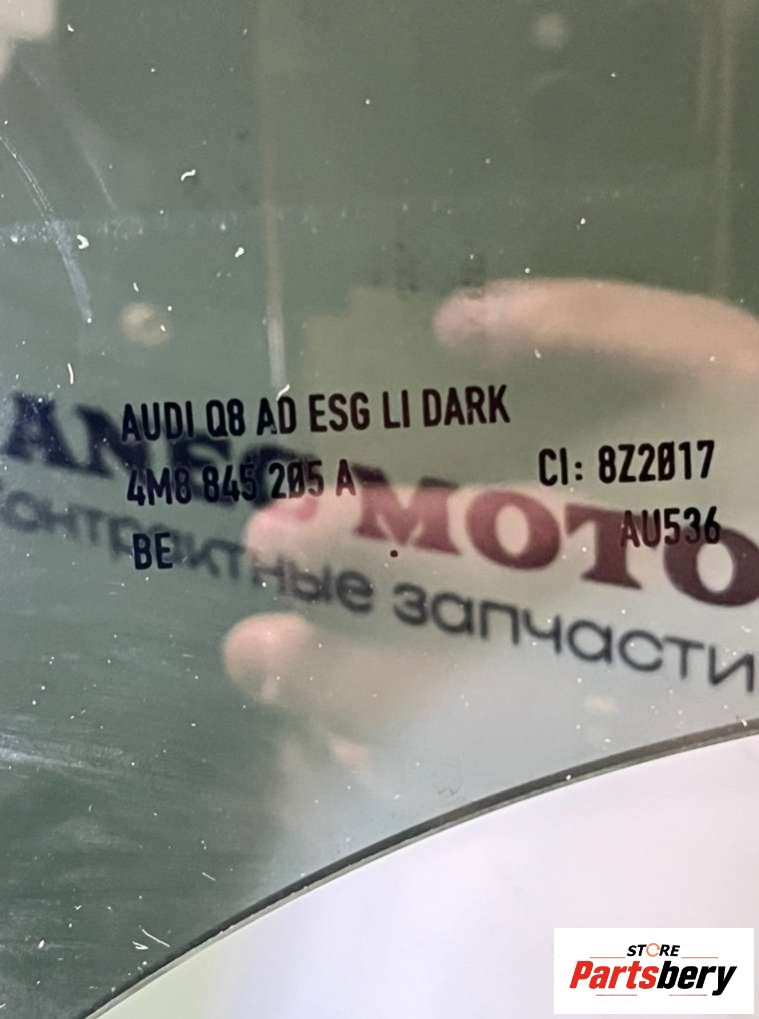 AUDI Q8 AD ESG LI DARK
4M8 845 205 A
CI: 8Z2017
BE
AU536
MOTO
контрактные запчасти
STORE
Partsbery